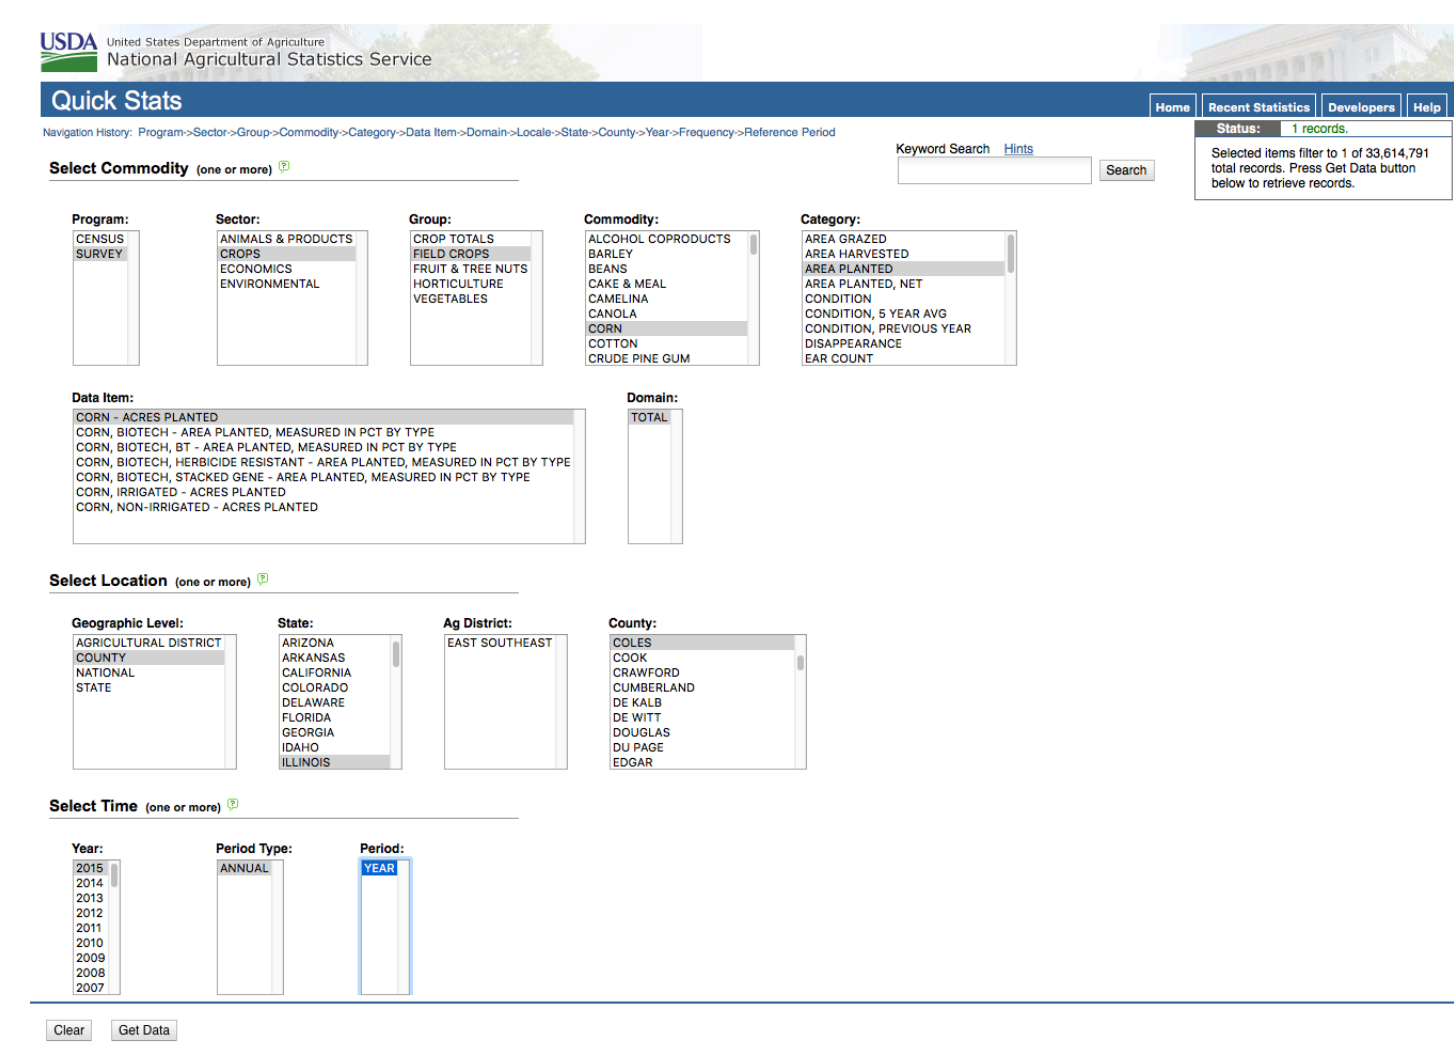 USDA United States Department of Agriculture
National Agricultural Statistics Service
Quick Stats
Home Recent Statistics Developers Help
Navigation History: Program->Sector->Group->Commodity->Category->Data Item->Domain->Locale->State->County->Year->Frequency->Reference Period
Status: 1 records.
Selected items filter to 1 of 33,614,791
total records. Press Get Data button
below to retrieve records.
Keyword Search Hints
Search
Select Commodity (one or more) ?
Program:
CENSUS
SURVEY
Sector:
ANIMALS & PRODUCTS
CROPS
ECONOMICS
ENVIRONMENTAL
Group:
CROP TOTALS
FIELD CROPS
FRUIT & TREE NUTS
HORTICULTURE
VEGETABLES
Commodity:
ALCOHOL COPRODUCTS
BARLEY
BEANS
CAKE & MEAL
CAMELINA
CANOLA
CORN
COTTON
CRUDE PINE GUM
Category:
AREA GRAZED
AREA HARVESTED
AREA PLANTED
AREA PLANTED, NET
CONDITION
CONDITION, 5 YEAR AVG
CONDITION, PREVIOUS YEAR
DISAPPEARANCE
EAR COUNT
Data Item:
CORN - ACRES PLANTED
CORN, BIOTECH - AREA PLANTED, MEASURED IN PCT BY TYPE
CORN, BIOTECH, BT - AREA PLANTED, MEASURED IN PCT BY TYPE
CORN, BIOTECH, HERBICIDE RESISTANT - AREA PLANTED, MEASURED IN PCT BY TYPE
CORN, BIOTECH, STACKED GENE - AREA PLANTED, MEASURED IN PCT BY TYPE
CORN, IRRIGATED - ACRES PLANTED
CORN, NON-IRRIGATED - ACRES PLANTED
Domain:
TOTAL
Select Location (one or more) ?
Geographic Level:
AGRICULTURAL DISTRICT
COUNTY
NATIONAL
STATE
State:
ARIZONA
ARKANSAS
CALIFORNIA
COLORADO
DELAWARE
FLORIDA
GEORGIA
IDAHO
ILLINOIS
Ag District:
EAST SOUTHEAST
County:
COLES
COOK
CRAWFORD
CUMBERLAND
DE KALB
DE WITT
DOUGLAS
DU PAGE
EDGAR
Select Time (one or more) ?
Year:
2015
2014
2013
2012
2011
2010
2009
2008
2007
Period Type:
ANNUAL
Period:
YEAR
Clear Get Data